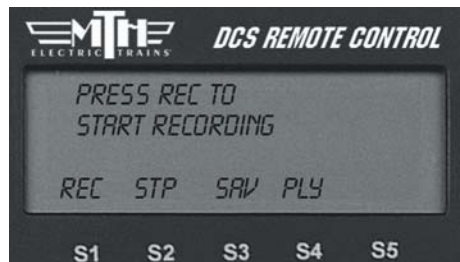 MTH DCS REMOTE CONTROL
ELECTRIC TRAINS
PRESS REC TO
START RECORDING
REC STP SAV PLY
S1 S2 S3 S4 S5